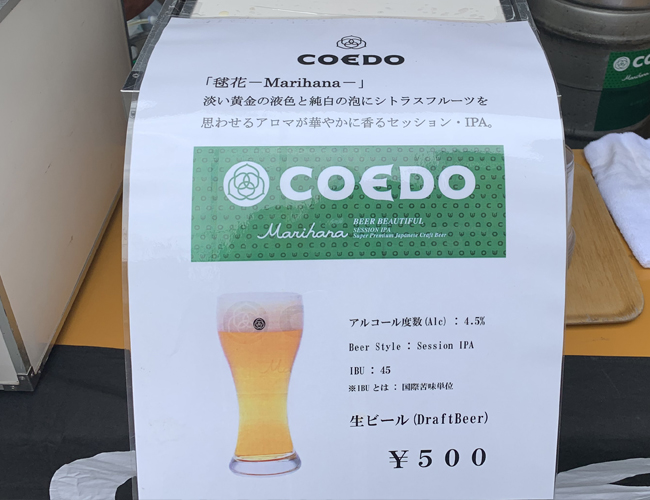 COEDO
「毬花－Marihana－」
淡い黄金の液色と純白の泡にシトラスフルーツを
思わせるアロマが華やかに香るセッション・IPA。
COEDO
Marihana
BEER BEAUTIFUL
SESSION IPA
Super Premium Japanese Craft Beer
アルコール度数(Alc) : 4.5%
Beer Style : Session IPA
IBU : 45
※IBUとは : 国際苦味単位
生ビール(DraftBeer)
￥500
COEDO